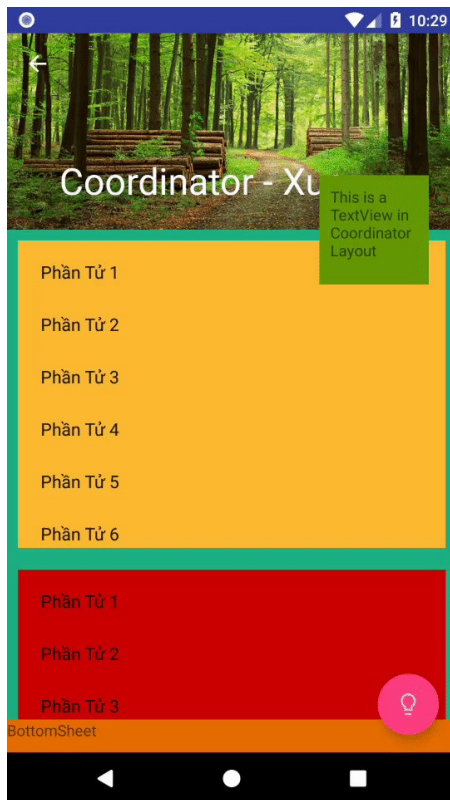 10:29
Coordinator - Xu
This is a
TextView in
Coordinator
Layout
Phần Tử 1
Phần Tử 2
Phần Tử 3
Phần Tử 4
Phần Tử 5
Phần Tử 6
Phần Tử 1
Phần Tử 2
Phần Tử 3
BottomSheet